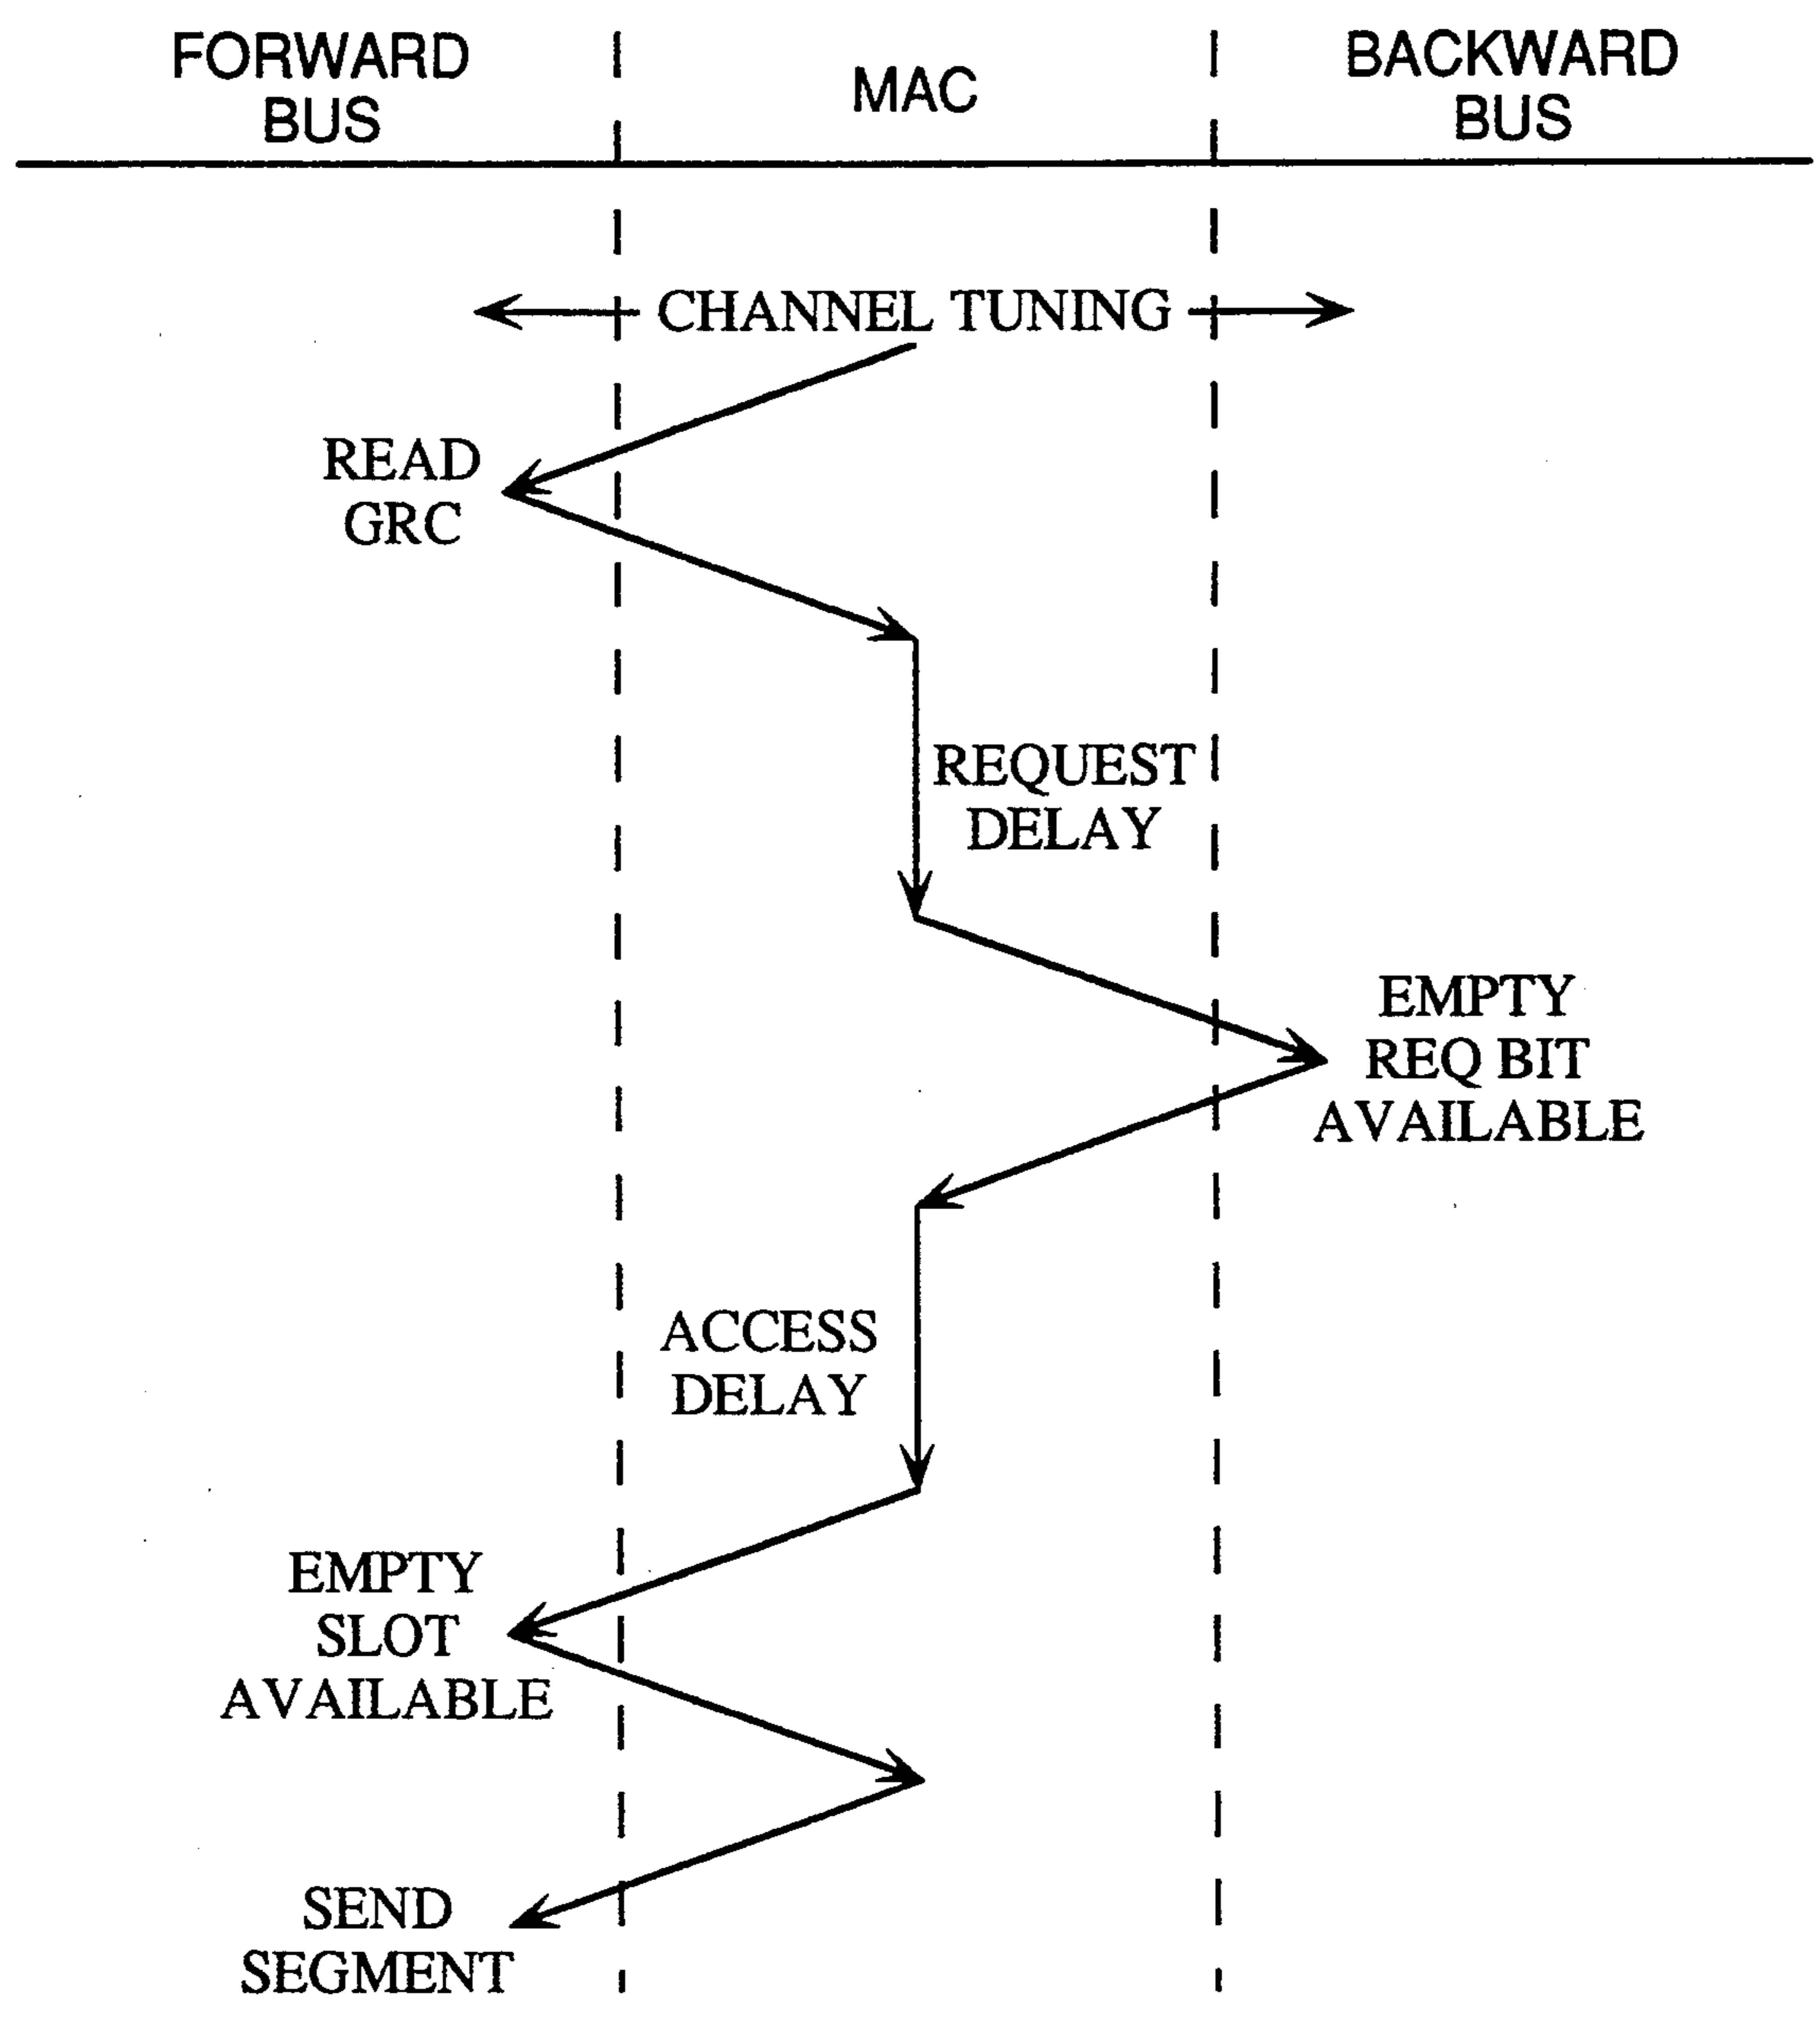 FORWARD
BUS
MAC
BACKWARD
BUS
CHANNEL TUNING
READ
GRC
REQUEST
DELAY
EMPTY
REQ BIT
AVAILABLE
ACCESS
DELAY
EMPTY
SLOT
AVAILABLE
SEND
SEGMENT